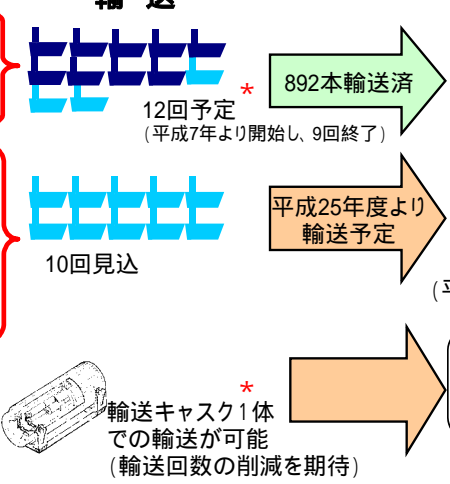 輸 送
892本輸送済
*
12回予定
(平成7年より開始し、9回終了)
平成25年度より
輸送予定
10回見込
(平
*
輸送キャスク1体
での輸送が可能
(輸送回数の削減を期待)